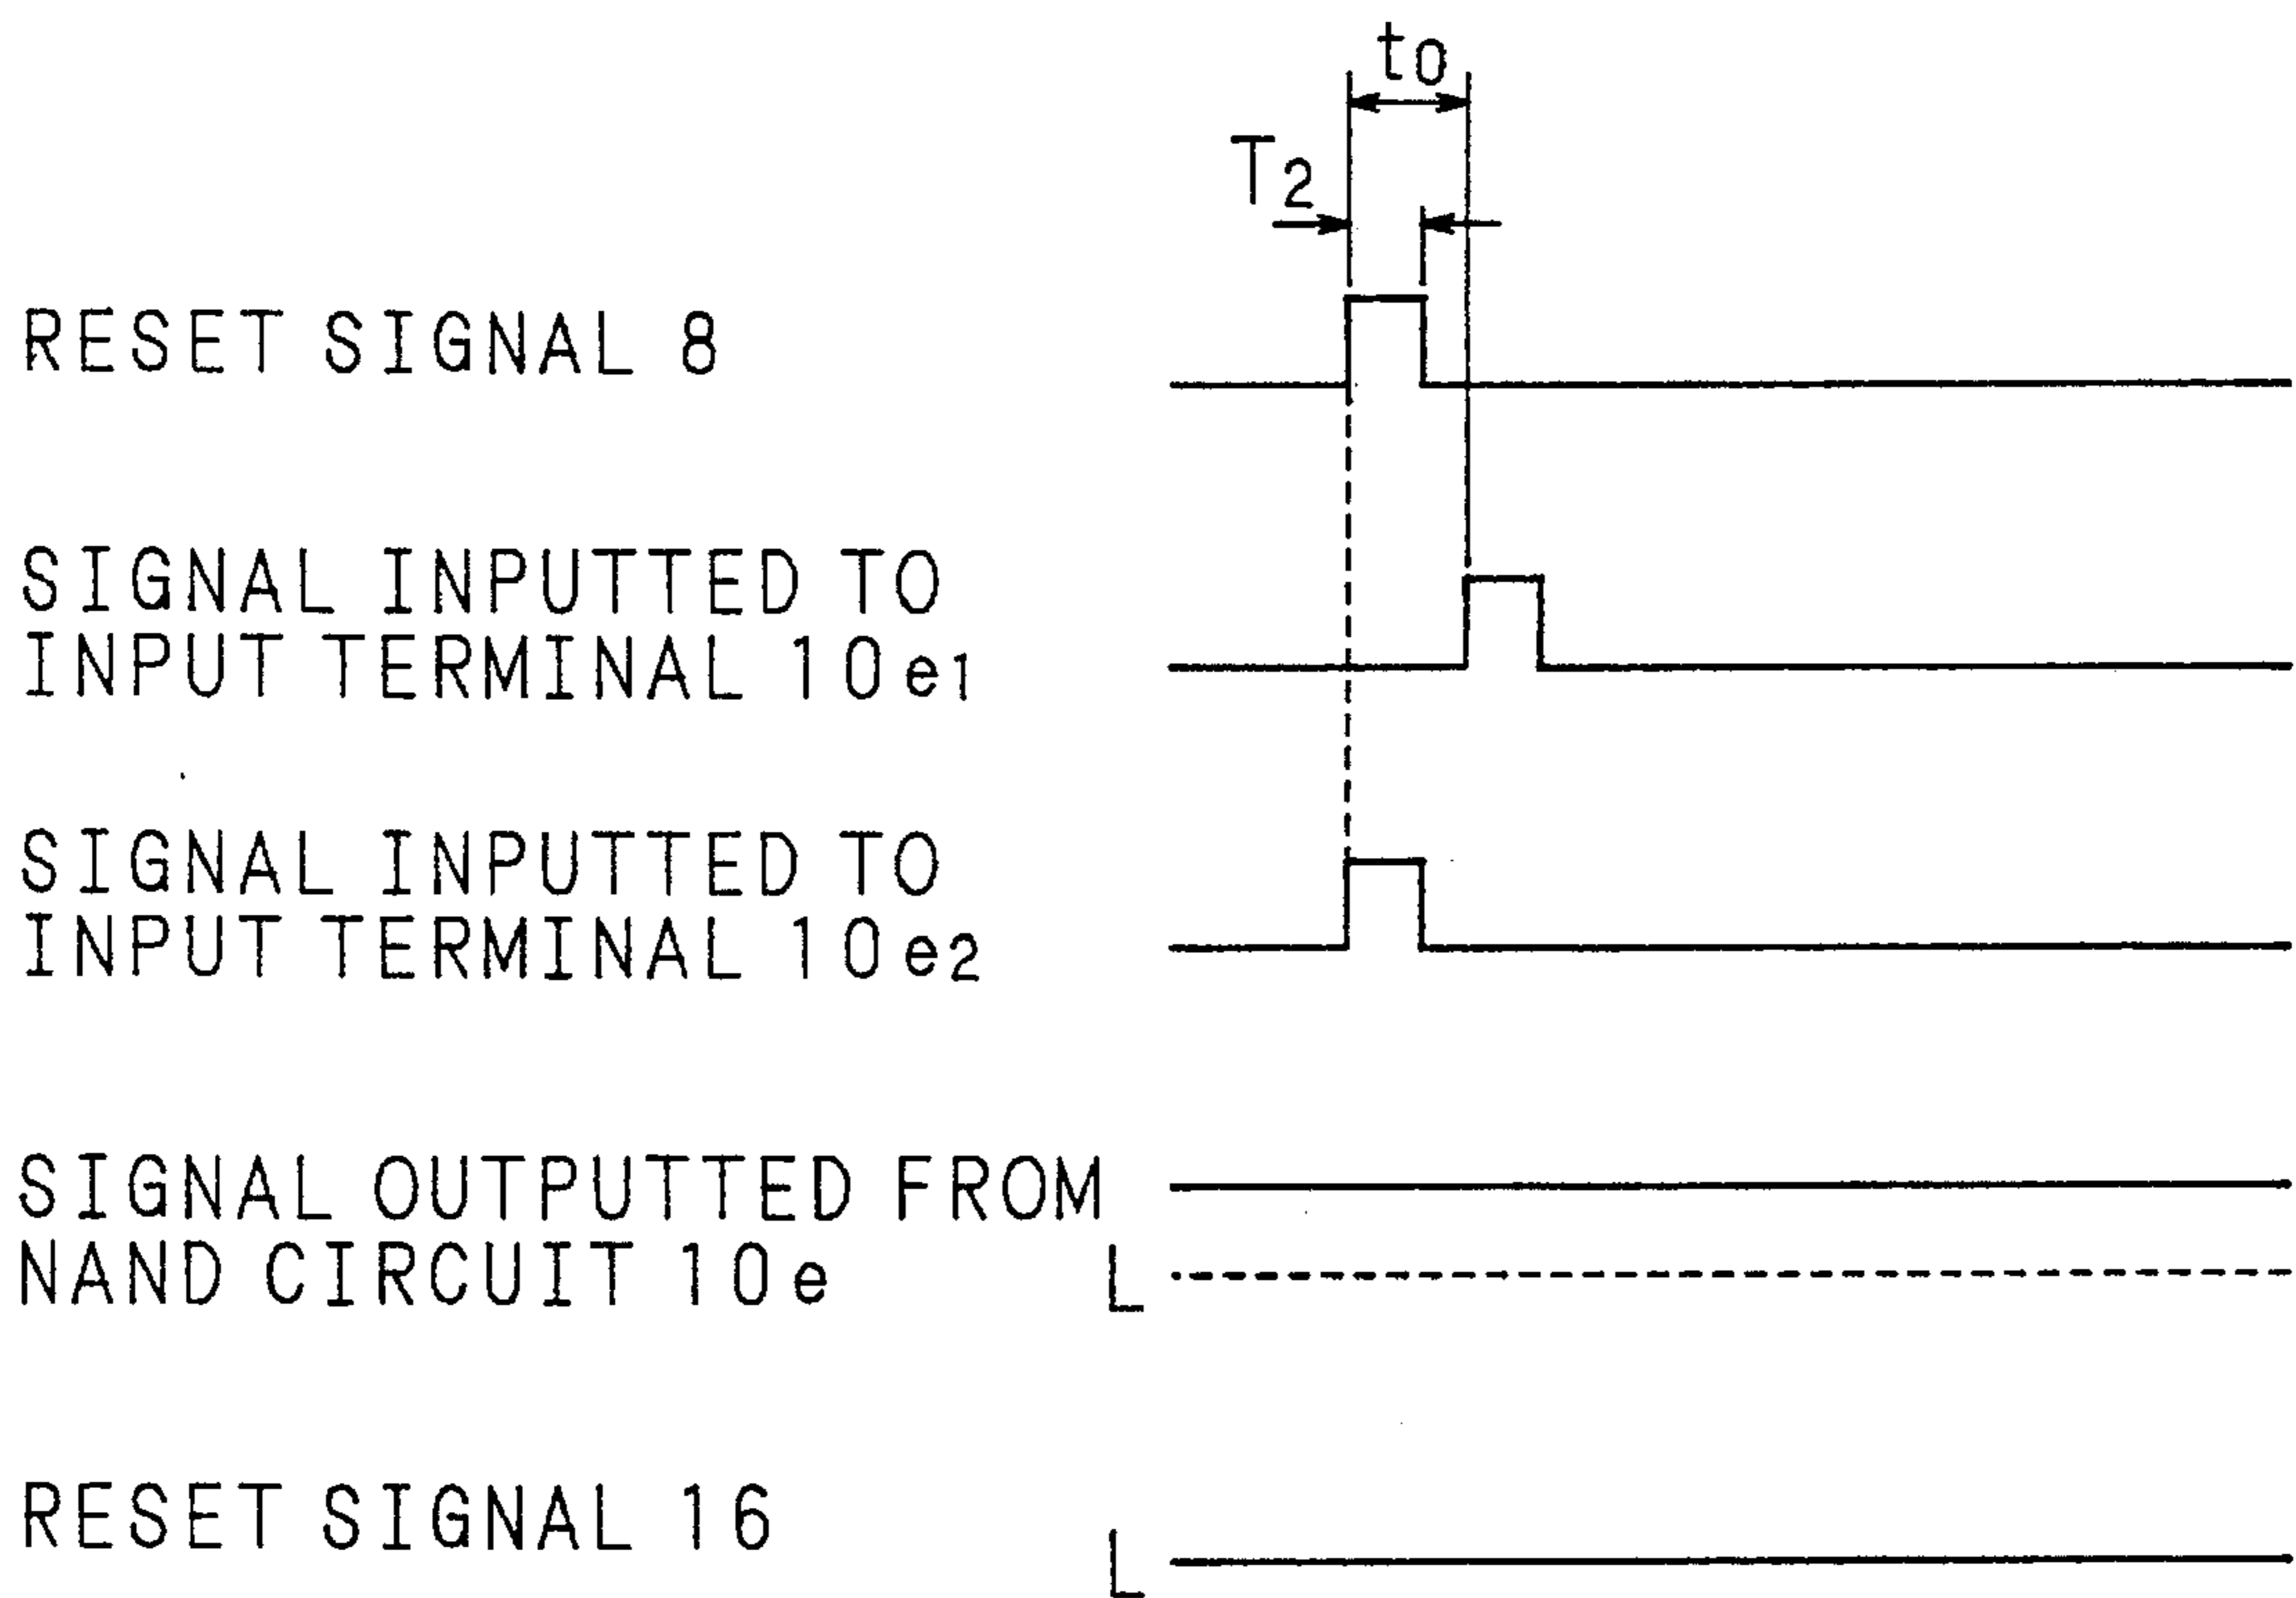 t0
T2
RESET SIGNAL 8
SIGNAL INPUTTED TO
INPUT TERMINAL 10e1
SIGNAL INPUTTED TO
INPUT TERMINAL 10e2
SIGNAL OUTPUTTED FROM
NAND CIRCUIT 10e L
RESET SIGNAL 16 L